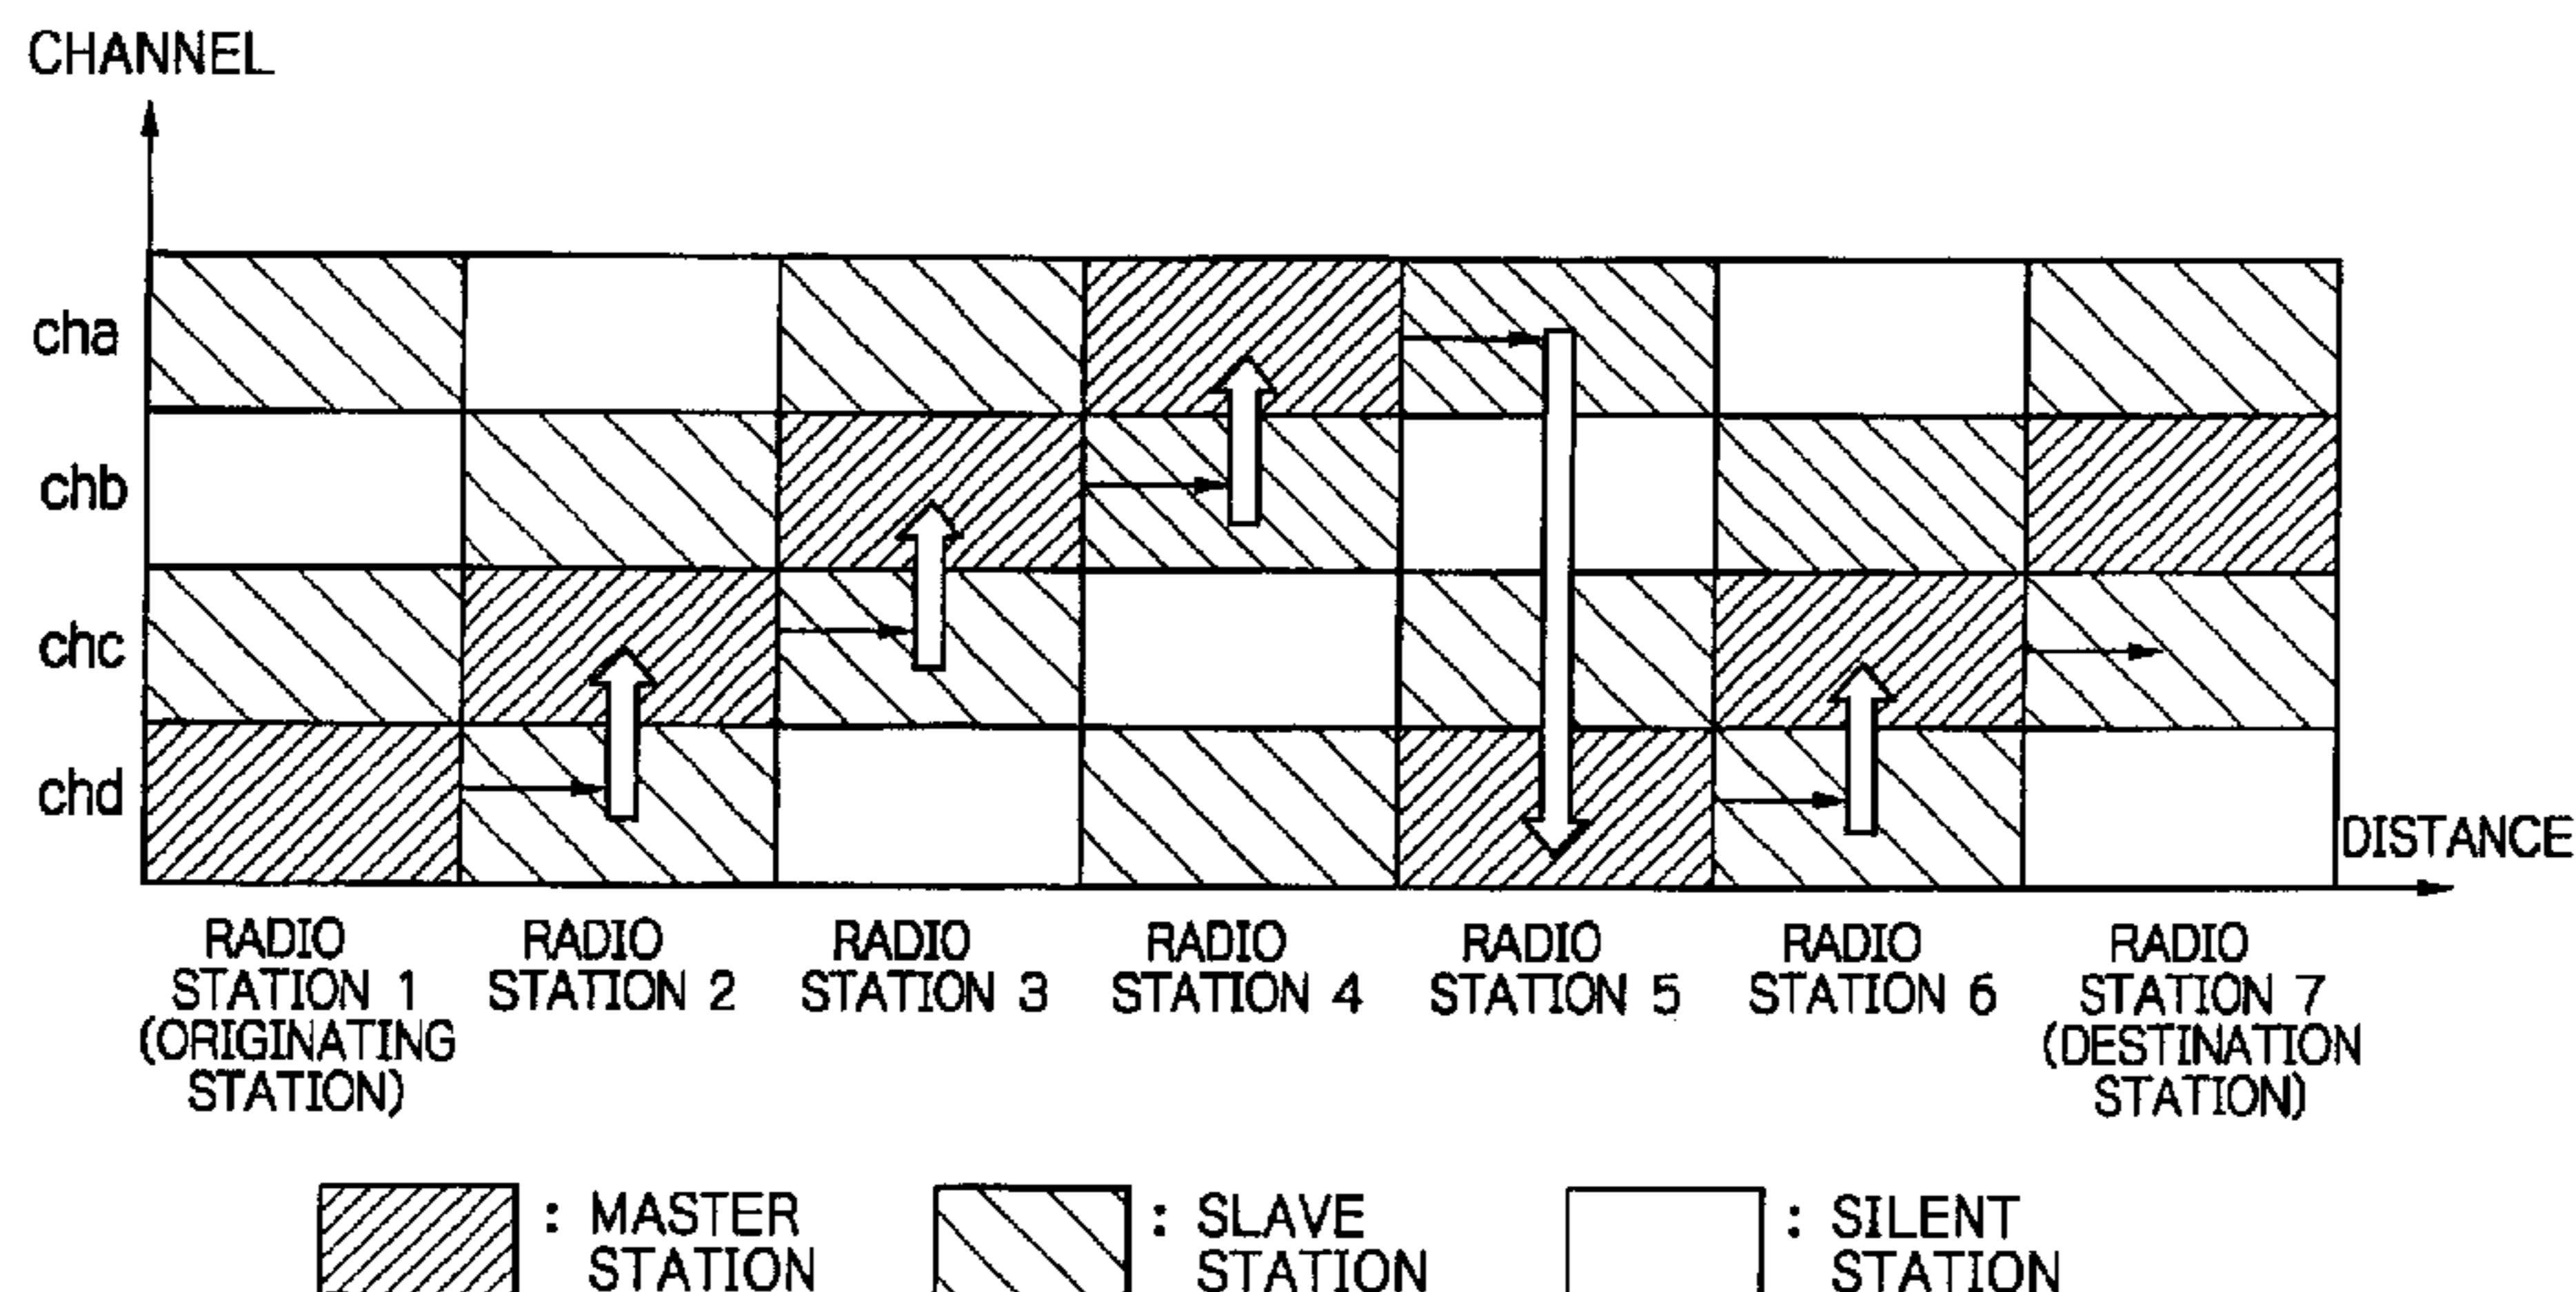 CHANNEL
cha
chb
chc
chd
DISTANCE
RADIO
STATION 1
(ORIGINATING
STATION)
RADIO
STATION 2
RADIO
STATION 3
RADIO
STATION 4
RADIO
STATION 5
RADIO
STATION 6
RADIO
STATION 7
(DESTINATION
STATION)
: MASTER
STATION
: SLAVE
STATION
: SILENT
STATION